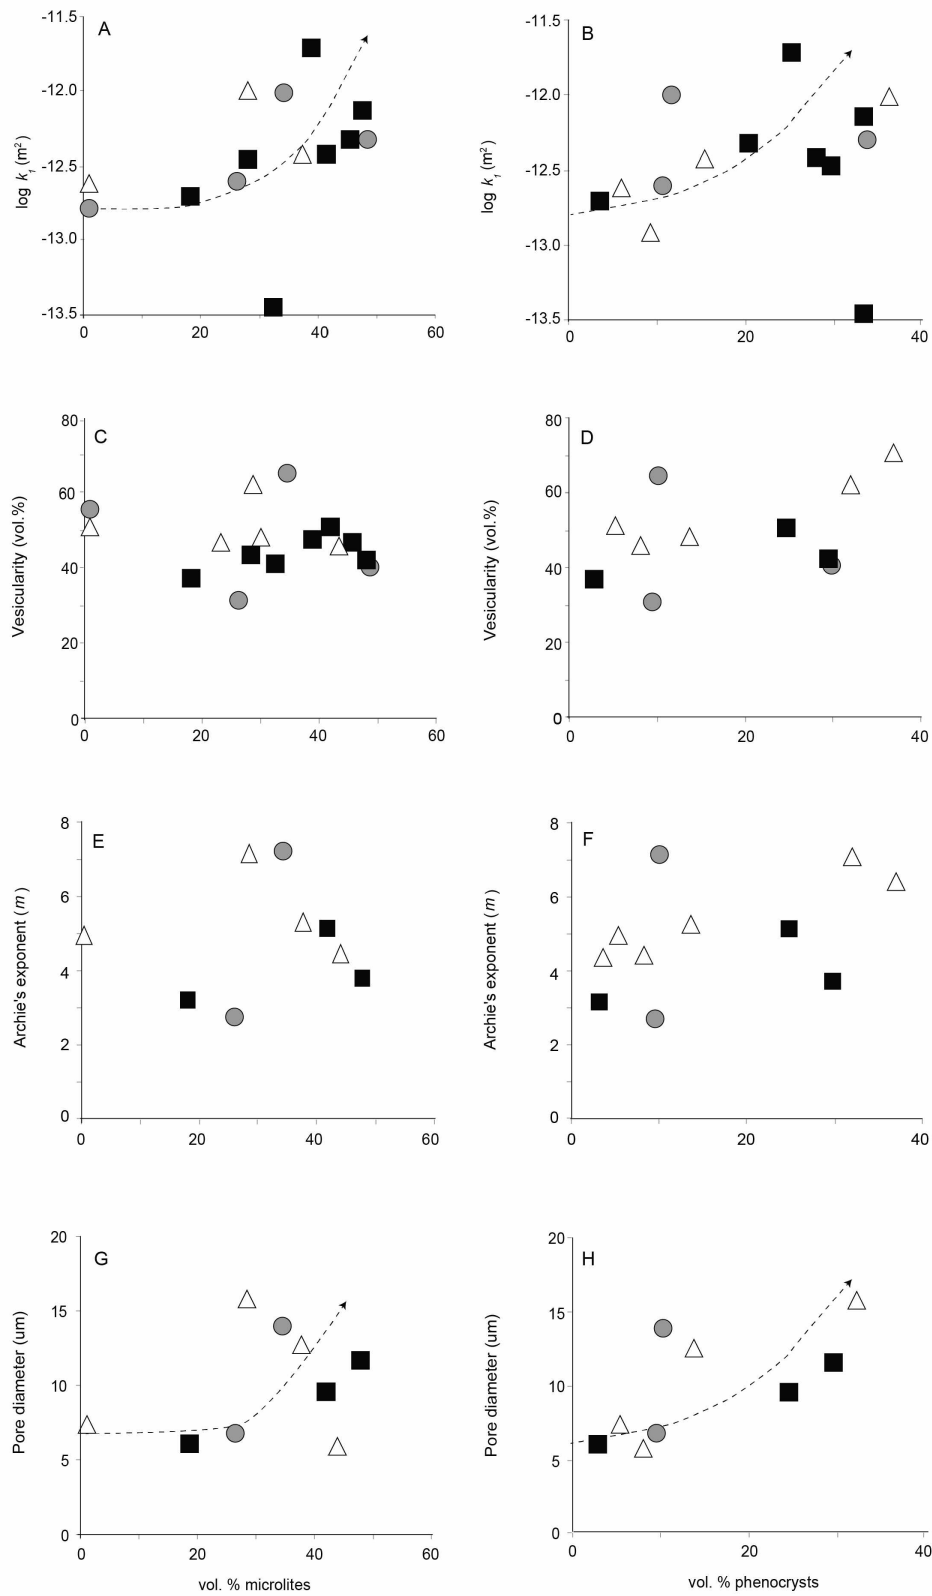 A
-11.5
-12.0
-12.5
-13.0
-13.5
log k₁ (m²)
0 20 40 60
B
-11.5
-12.0
-12.5
-13.0
-13.5
log k₁ (m²)
0 20 40
C
80
60
40
20
0
Vesicularity (vol.%)
0 20 40 60
D
80
60
40
20
0
Vesicularity (vol.%)
0 20 40
E
8
6
4
2
0
Archie's exponent (m)
0 20 40 60
F
8
6
4
2
0
Archie's exponent (m)
0 20 40
G
20
15
10
5
0
Pore diameter (um)
0 20 40 60
vol. % microlites
H
20
15
10
5
0
Pore diameter (um)
0 20 40
vol. % phenocrysts